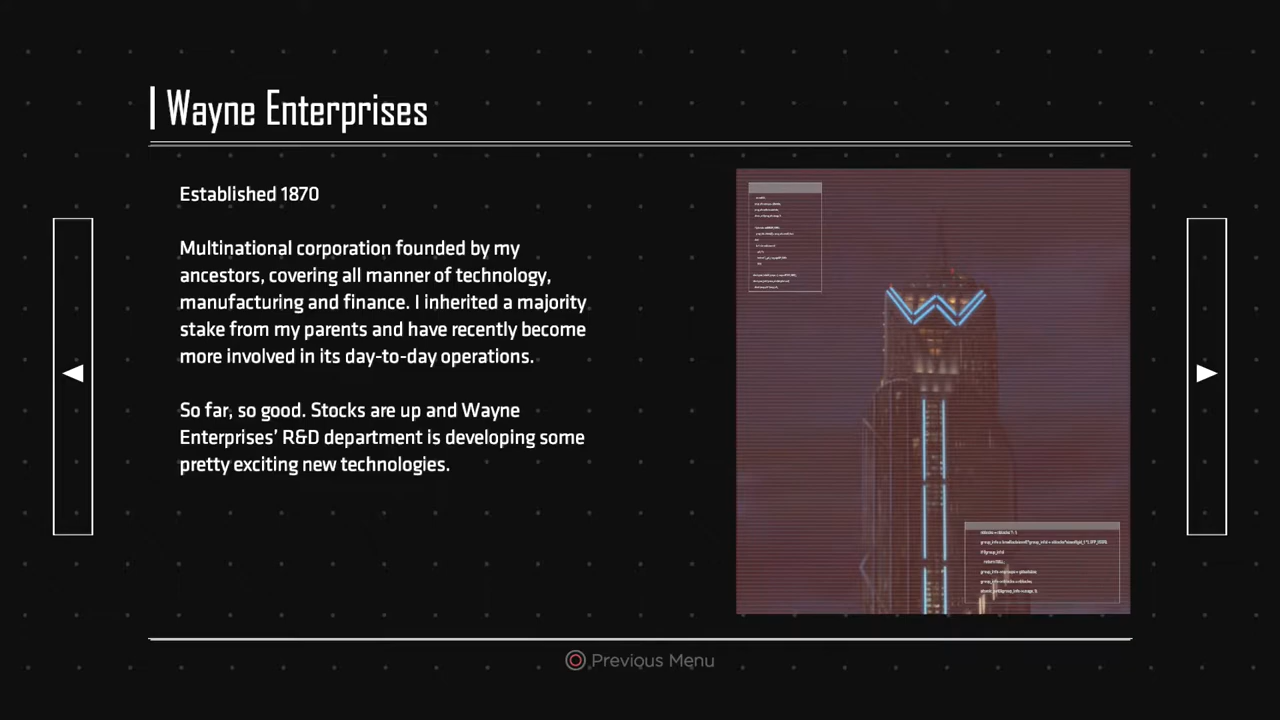 Wayne Enterprises
Established 1870
Multinational corporation founded by my
ancestors, covering all manner of technology,
manufacturing and finance. I inherited a majority
stake from my parents and have recently become
more involved in its day-to-day operations.
So far, so good. Stocks are up and Wayne
Enterprises' R&D department is developing some
pretty exciting new technologies.
Previous Menu